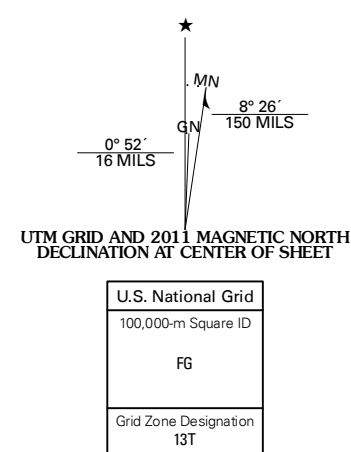 ★
MN
GN
8° 26´
150 MILS
0° 52´
16 MILS
UTM GRID AND 2011 MAGNETIC NORTH
DECLINATION AT CENTER OF SHEET
U.S. National Grid
100,000-m Square ID
FG
Grid Zone Designation
13T